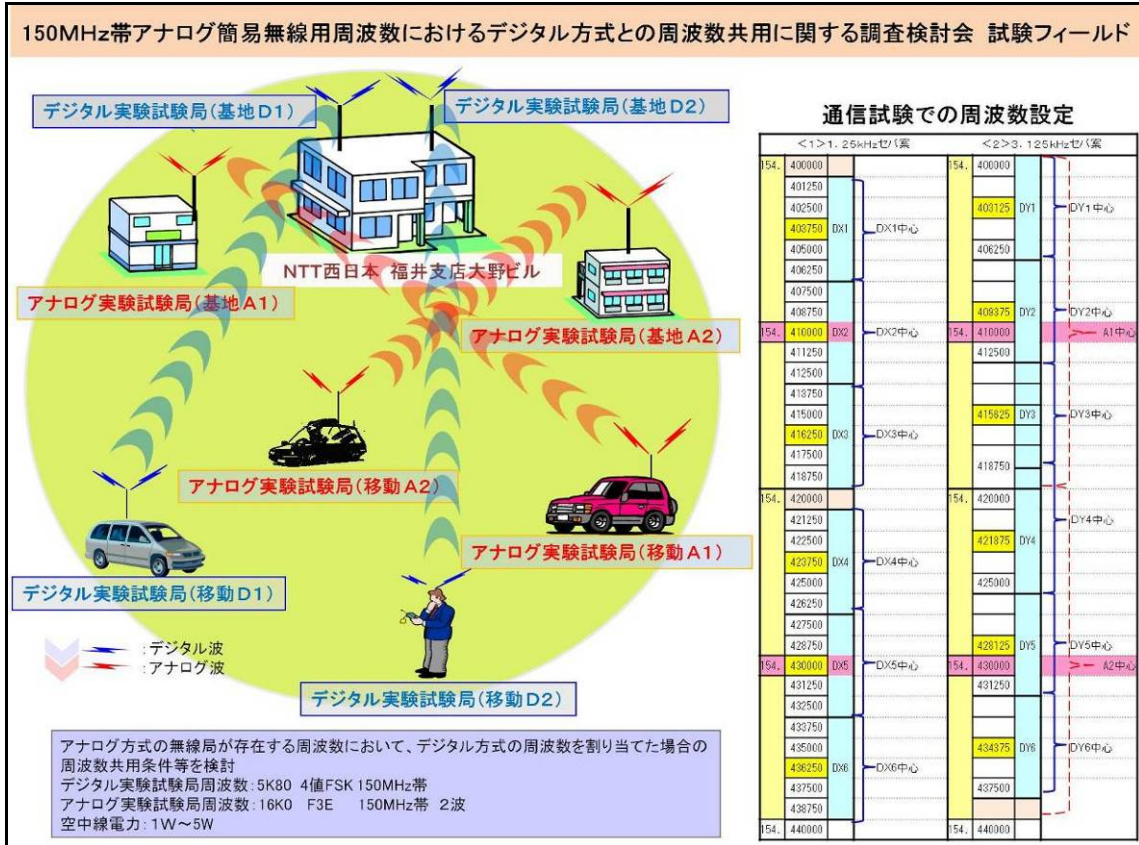 150MHz帯アナログ簡易無線用周波数におけるデジタル方式との周波数共用に関する調査検討会 試験フィールド
デジタル実験試験局(基地D1)
デジタル実験試験局(基地D2)
NTT西日本 福井支店大野ビル
アナログ実験試験局(基地A1)
アナログ実験試験局(基地A2)
アナログ実験試験局(移動A2)
アナログ実験試験局(移動A1)
デジタル実験試験局(移動D1)
デジタル実験試験局(移動D2)
:デジタル波
:アナログ波
アナログ方式の無線局が存在する周波数において、デジタル方式の周波数を割り当てた場合の
周波数共用条件等を検討
デジタル実験試験局周波数:5K80 4値FSK 150MHz帯
アナログ実験試験局周波数:16K0 F3E 150MHz帯 2波
空中線電力:1W～5W
通信試験での周波数設定
<1>1.25kHzセパ案
154. 400000
401250
402500
403750 DX1 DX1中心
405000
406250
407500
408750
154. 410000 DX2 DX2中心
411250
412500
413750
415000
416250 DX3 DX3中心
417500
418750
154. 420000
421250
422500
423750 DX4 DX4中心
425000
426250
427500
428750
154. 430000 DX5 DX5中心
431250
432500
433750
435000
436250 DX6 DX6中心
437500
438750
154. 440000
<2>3.125kHzセパ案
154. 400000
403125 DY1 DY1中心
406250
408375 DY2 DY2中心
154. 410000 A1中心
412500
415625 DY3 DY3中心
418750
154. 420000
DY4中心
421875 DY4
425000
428125 DY5 DY5中心
154. 430000 A2中心
431250
434375 DY6 DY6中心
437500
154. 440000